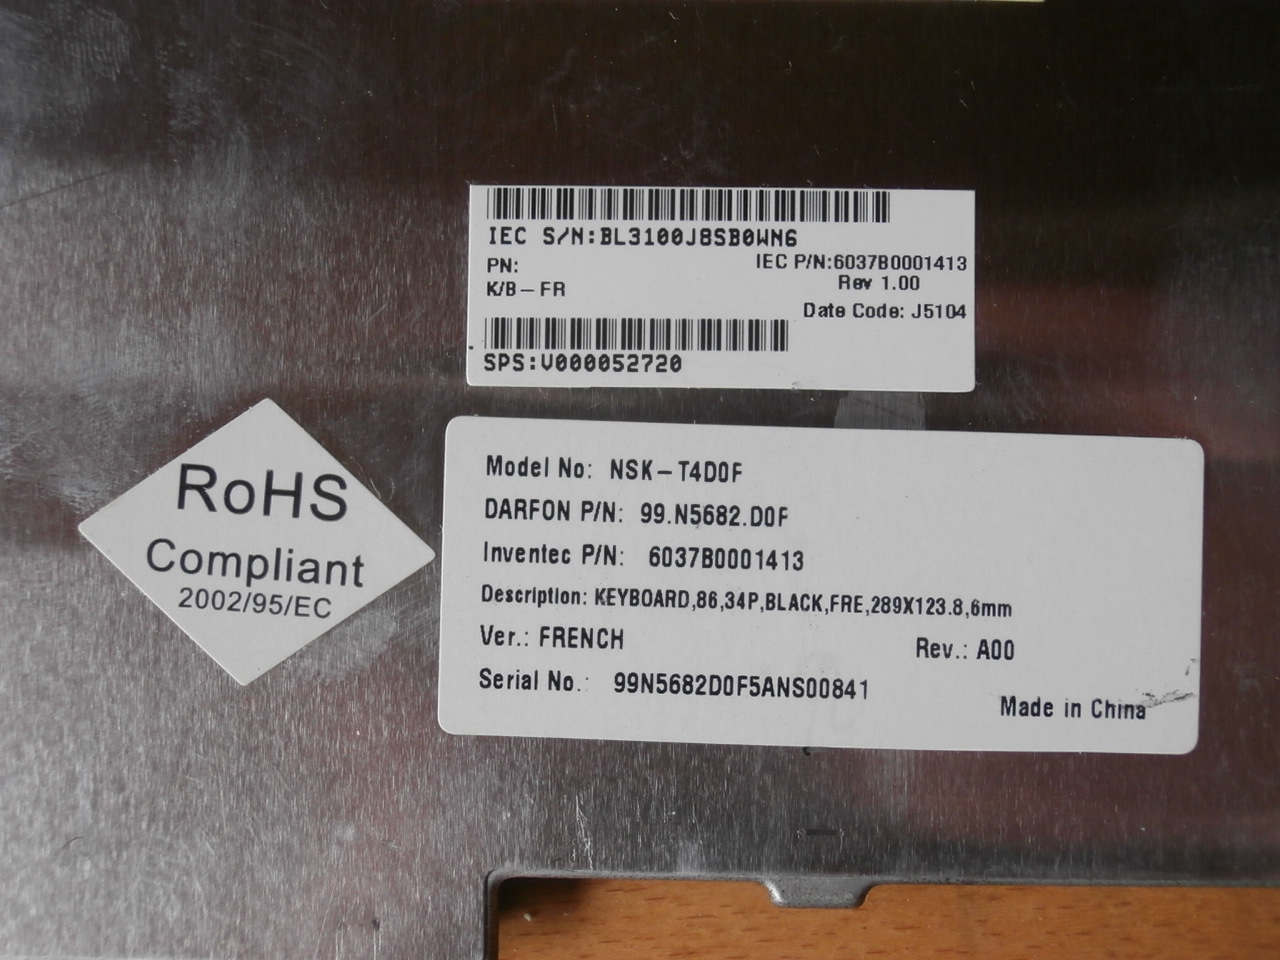 IEC S/N:BL3100J8SB0WN6
PN:
IEC P/N:6037B0001413
K/B-FR
Rev 1.00
Date Code: J5104
SPS:V000052720
RoHS
Compliant
2002/95/EC
Model No: NSK-T4D0F
DARFON P/N: 99.N5682.D0F
Inventec P/N: 6037B0001413
Description: KEYBOARD,86,34P,BLACK,FRE,289X123.8,6mm
Ver.: FRENCH
Rev.: A00
Serial No.: 99N5682D0F5ANS00841
Made in China